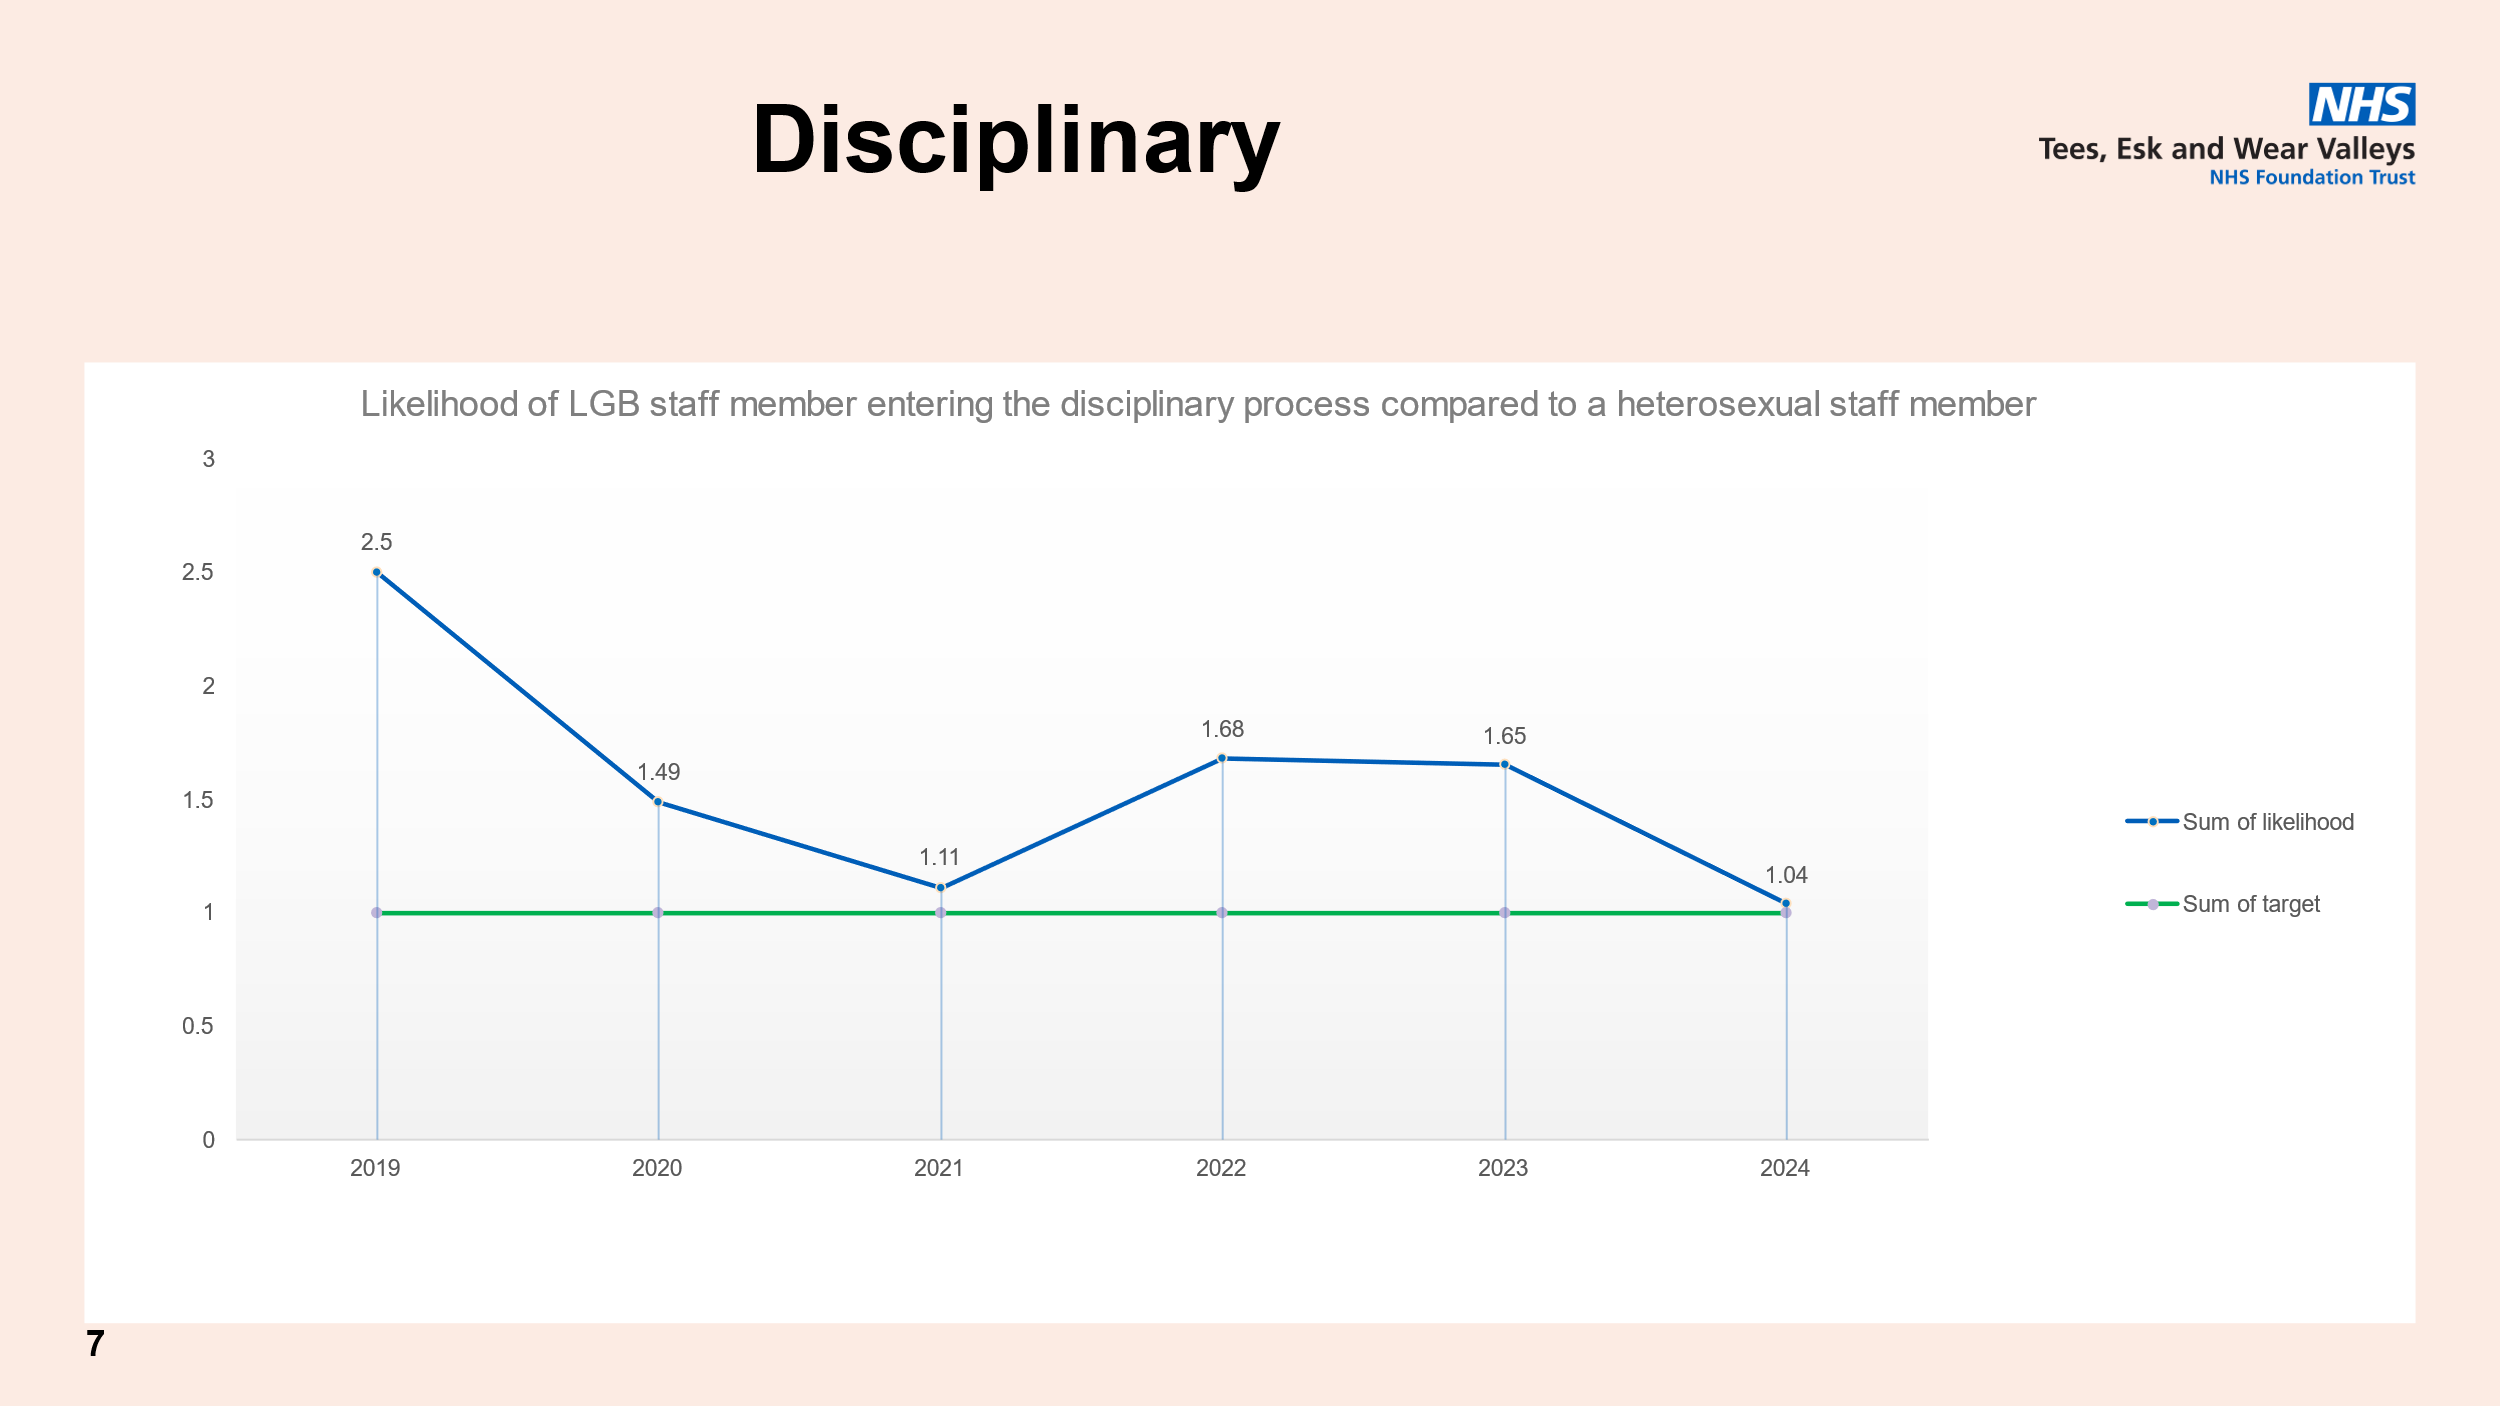 Disciplinary
NHS
Tees, Esk and Wear Valleys
NHS Foundation Trust
Likelihood of LGB staff member entering the disciplinary process compared to a heterosexual staff member
3
2.5
2
1.5
1
0.5
0
2.5
1.49
1.11
1.68
1.65
1.04
2019
2020
2021
2022
2023
2024
Sum of likelihood
Sum of target
7